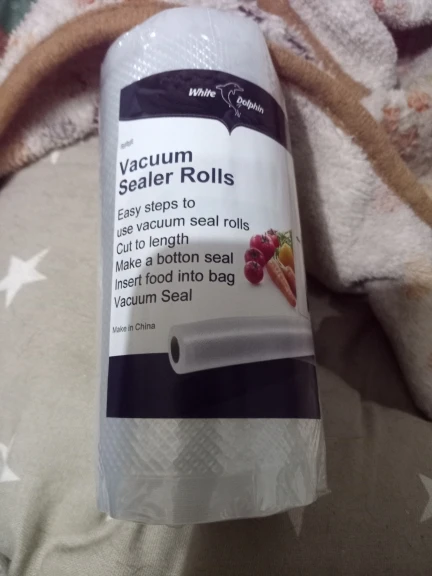 White Dolphin
Vacuum
Sealer Rolls
Easy steps to
use vacuum seal rolls
Cut to length
Make a botton seal
Insert food into bag
Vacuum Seal
Make in China